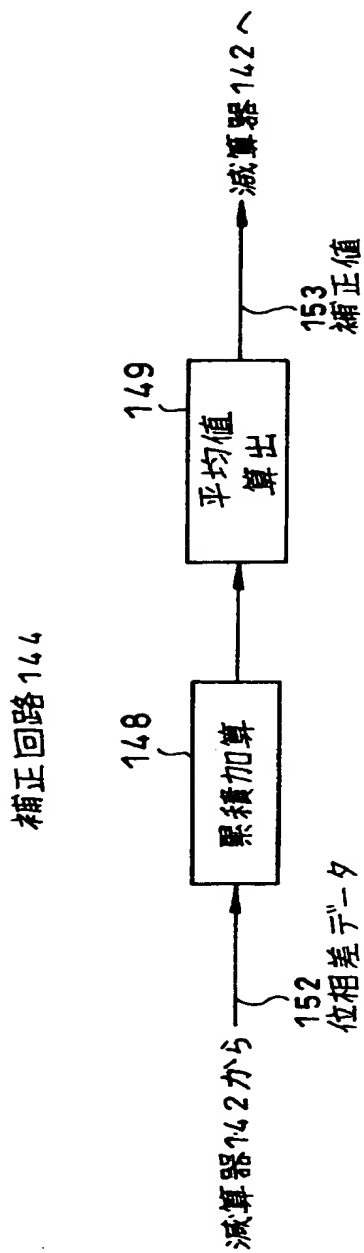 補正回路144
減算器142から
152
位相差データ
148
累積加算
149
平均値
算出
153
補正値
減算器142へ